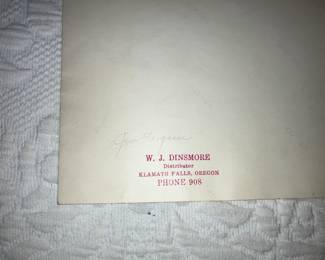 W. J. DINSMORE
Distributor
KLAMATH FALLS, OREGON
PHONE 908